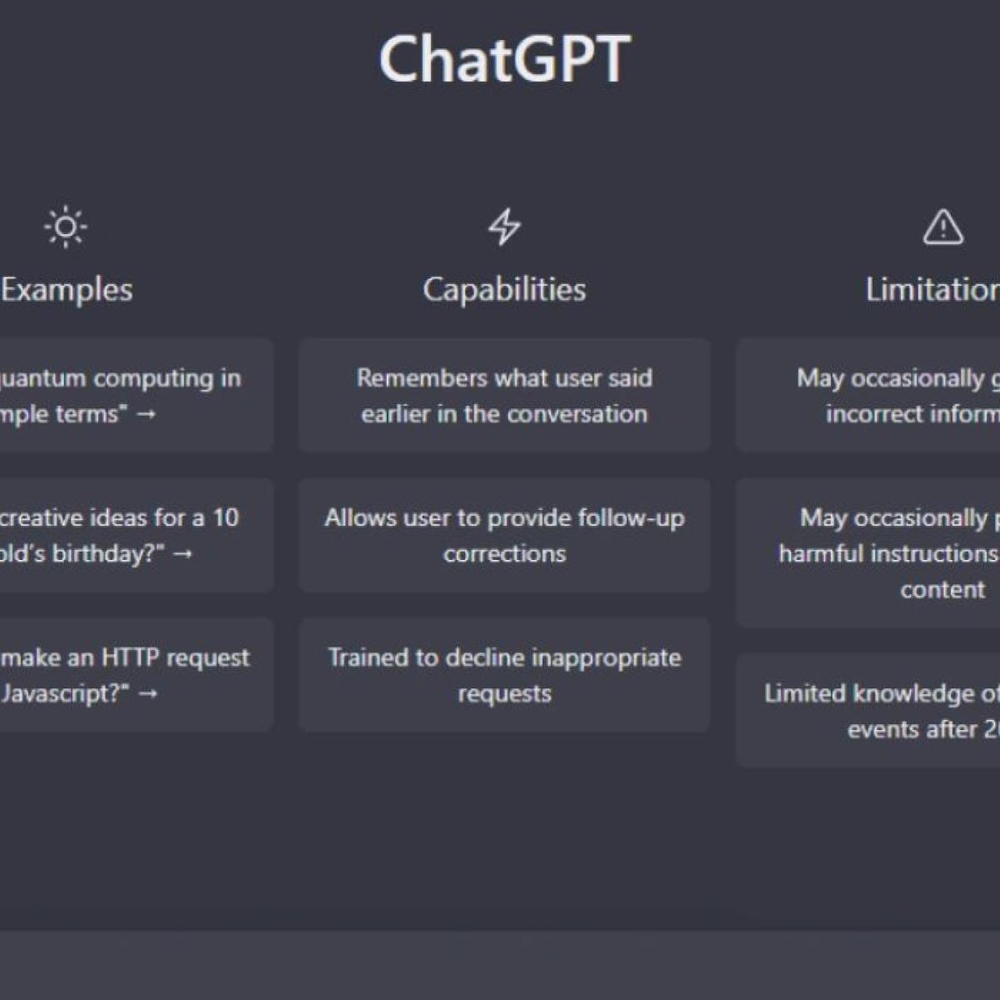 ChatGPT
Examples
quantum computing in
mple terms" →
creative ideas for a 10
old's birthday?" →
make an HTTP request
Javascript?" →
Capabilities
Remembers what user said
earlier in the conversation
Allows user to provide follow-up
corrections
Trained to decline inappropriate
requests
Limitation
May occasionally g
incorrect inform
May occasionally p
harmful instructions
content
Limited knowledge of
events after 20